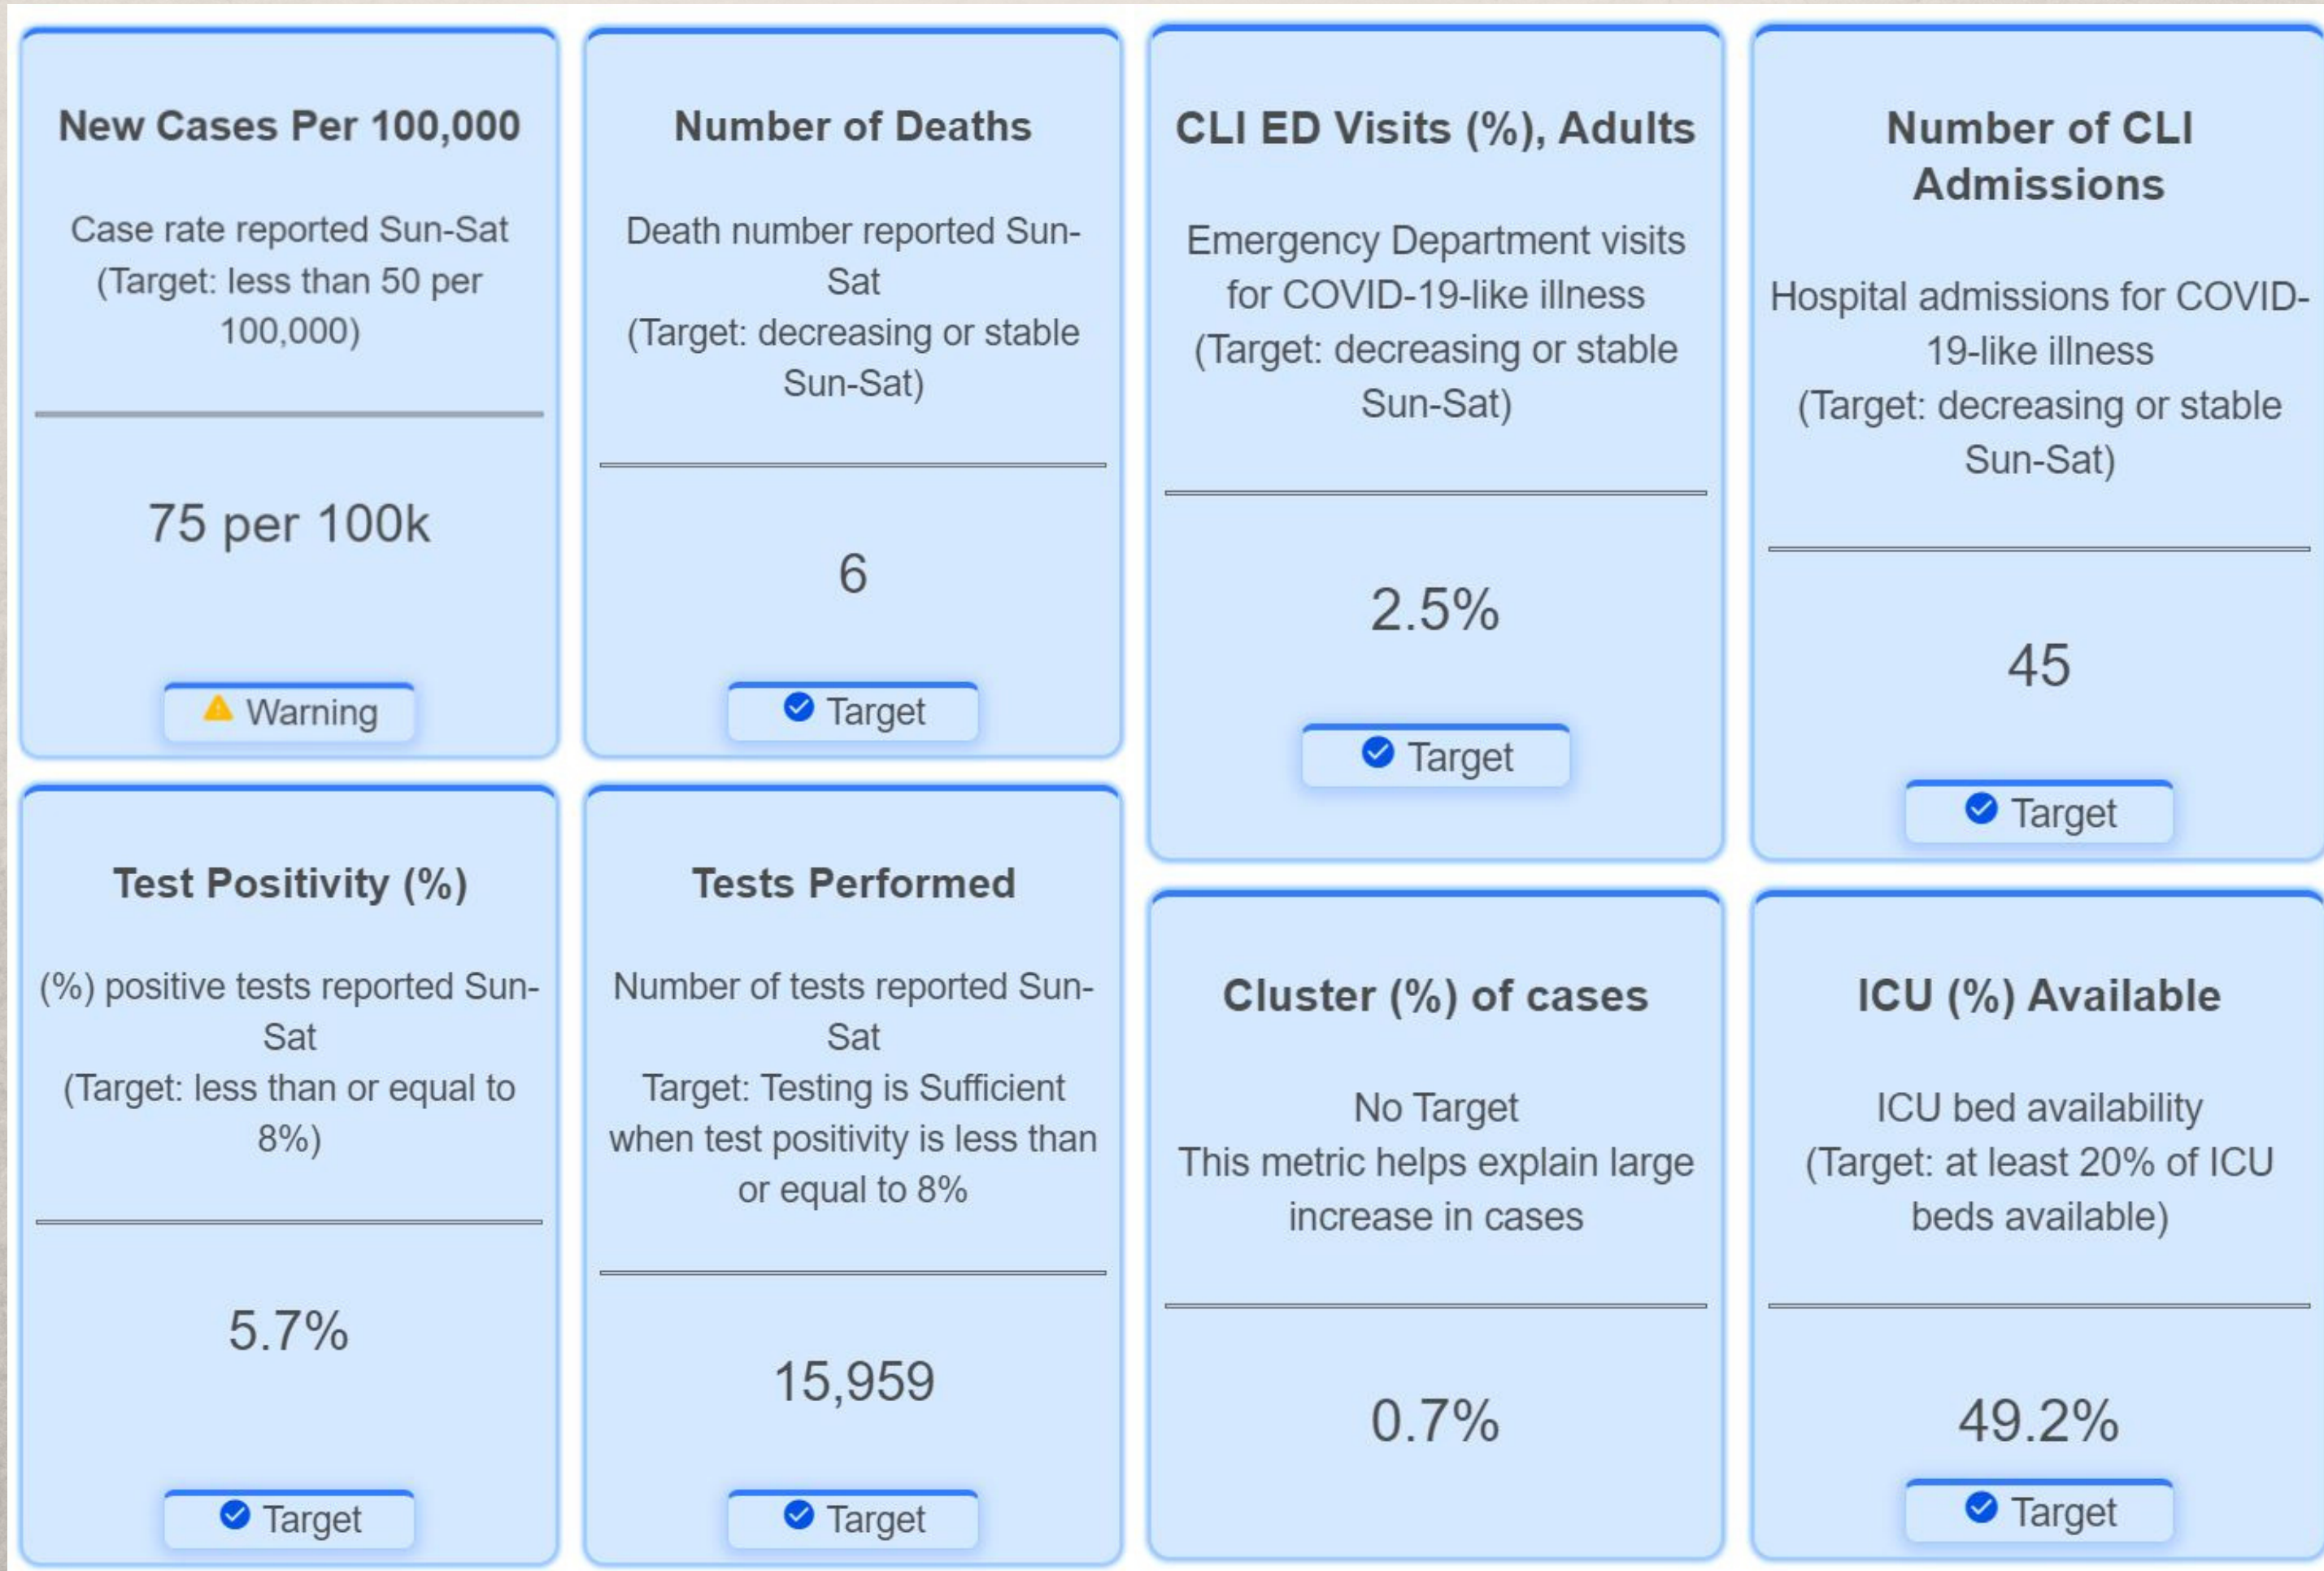 New Cases Per 100,000
Case rate reported Sun-Sat
(Target: less than 50 per
100,000)
75 per 100k
Warning
Number of Deaths
Death number reported Sun-
Sat
(Target: decreasing or stable
Sun-Sat)
6
Target
CLI ED Visits (%), Adults
Emergency Department visits
for COVID-19-like illness
(Target: decreasing or stable
Sun-Sat)
2.5%
Target
Number of CLI
Admissions
Hospital admissions for COVID-
19-like illness
(Target: decreasing or stable
Sun-Sat)
45
Target
Test Positivity (%)
(%) positive tests reported Sun-
Sat
(Target: less than or equal to
8%)
5.7%
Target
Tests Performed
Number of tests reported Sun-
Sat
Target: Testing is Sufficient
when test positivity is less than
or equal to 8%
15,959
Target
Cluster (%) of cases
No Target
This metric helps explain large
increase in cases
0.7%
ICU (%) Available
ICU bed availability
(Target: at least 20% of ICU
beds available)
49.2%
Target